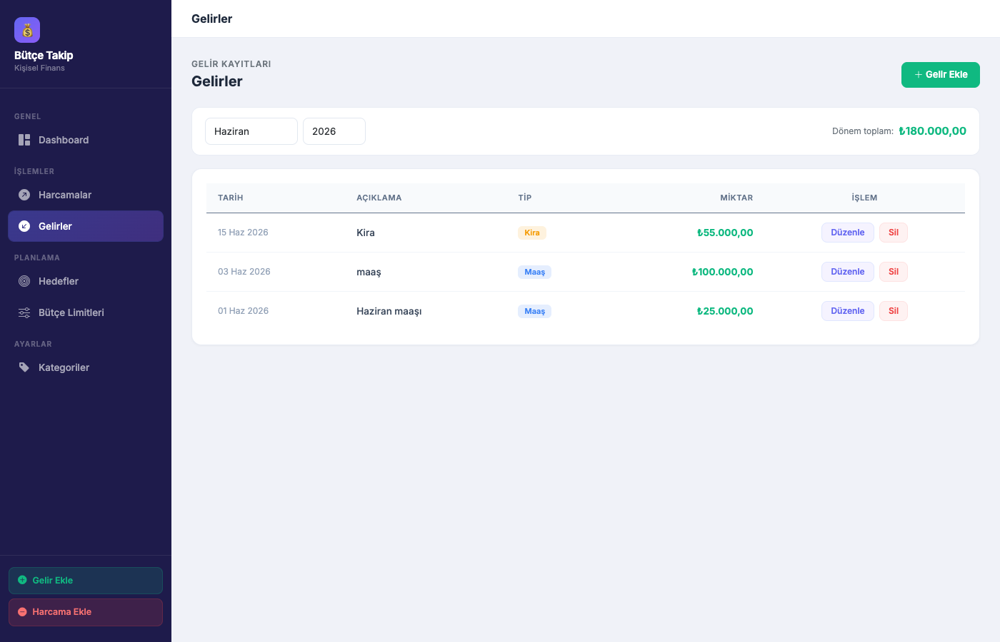 Bütçe Takip
Kişisel Finans
GENEL
Dashboard
İŞLEMLER
Harcamalar
Gelirler
PLANLAMA
Hedefler
Bütçe Limitleri
AYARLAR
Kategoriler
Gelir Ekle
Harcama Ekle
Gelirler
GELİR KAYITLARI
Gelirler
+ Gelir Ekle
Haziran 2026 Dönem toplam: ₺180.000,00
TARİH AÇIKLAMA TİP MİKTAR İŞLEM
15 Haz 2026 Kira Kira ₺55.000,00 Düzenle Sil
03 Haz 2026 maaş Maaş ₺100.000,00 Düzenle Sil
01 Haz 2026 Haziran maaşı Maaş ₺25.000,00 Düzenle Sil